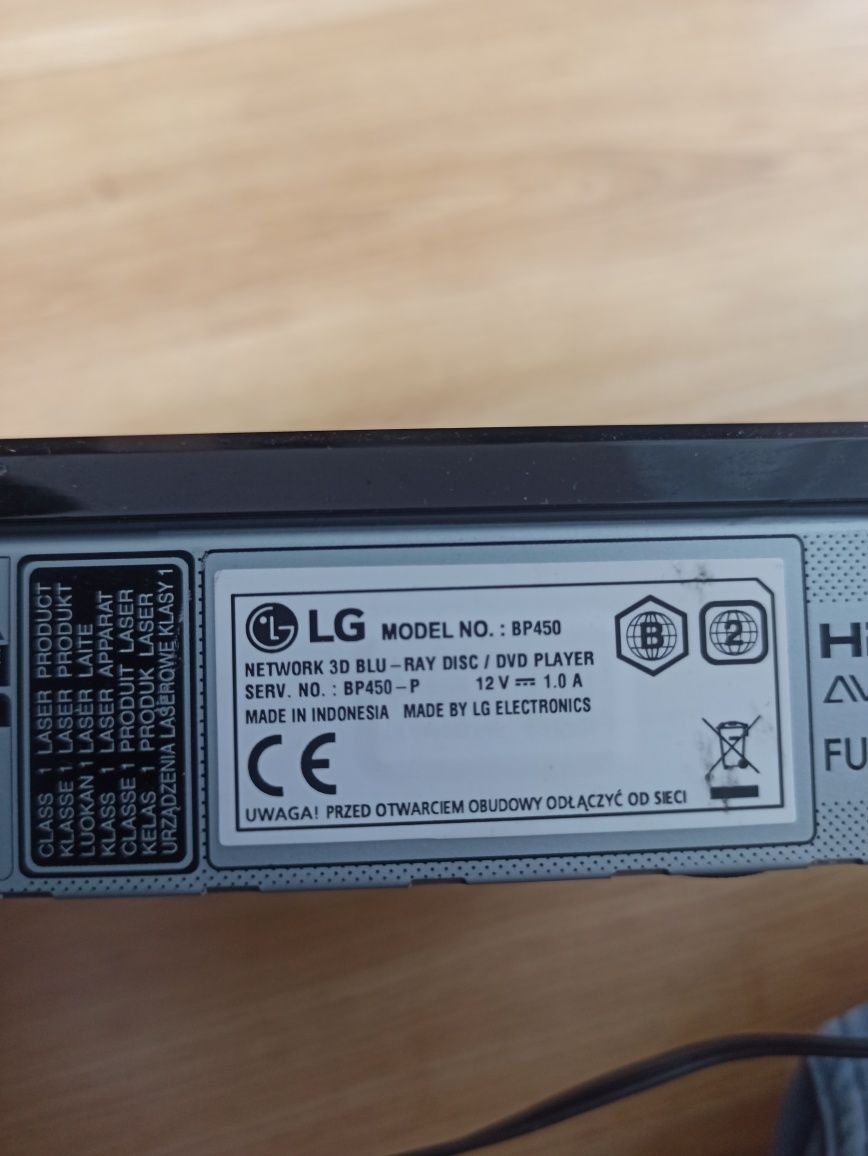 CLASS 1 LASER PRODUCT
KLASSE 1 LASER PRODUKT
LUOKAN 1 LASER LAITE
KLASS 1 LASER APPARAT
CLASSE 1 PRODUIT LASER
KELAS 1 PRODUK LASER
URZĄDZENIA LASEROWE KLASY 1
LG MODEL NO. : BP450
B 2
NETWORK 3D BLU-RAY DISC / DVD PLAYER
SERV. NO. : BP450-P 12 V ⎓ 1.0 A
MADE IN INDONESIA MADE BY LG ELECTRONICS
CE
UWAGA! PRZED OTWARCIEM OBUDOWY ODŁĄCZYĆ OD SIECI
FU